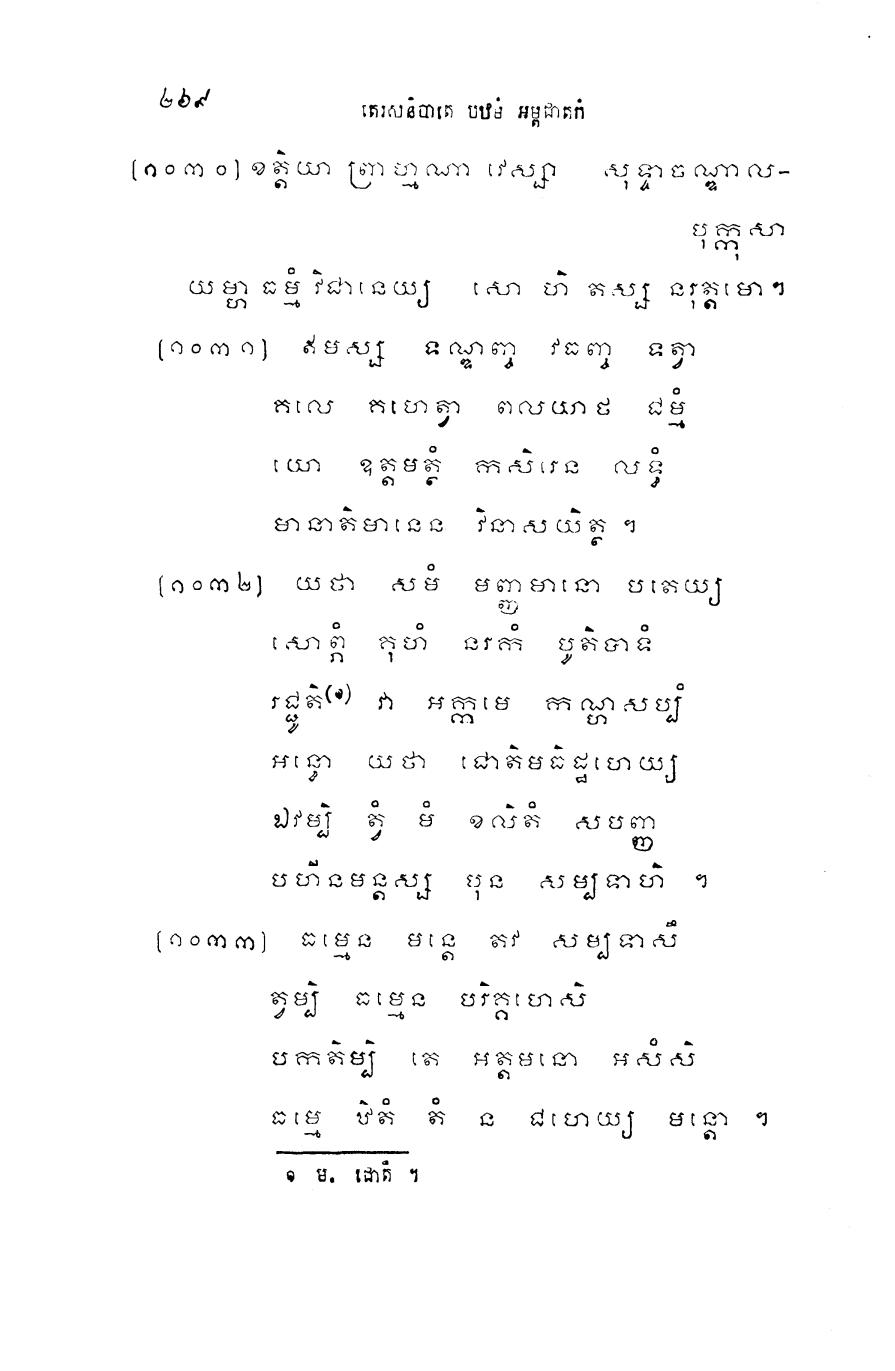 ២៦៩
តេរសនិបាតេ បឋមំ អម្ពជាតកំ
[១០៣០] ខត្តិយា ព្រាហ្មណា វេស្សា សុទ្ទា ចណ្ឌាល-
បុក្កុសា
យម្ហា ធម្មំ វិជានេយ្យ សោ ហិ តស្ស នរុត្តមោ។
[១០៣១] ឥមស្ស ទណ្ឌញ្ច វធញ្ច ទត្វា
គលេ គហេត្វា ពលយាថ ជម្មំ
យោ ឧត្តមត្ថំ កសិរេន លទ្ធំ
មានាតិមានេន វិនាសយិត្ថ ។
[១០៣២] យថា សមំ មញ្ញមានោ បតេយ្យ
សោព្ភំ គុហំ នរកំ បូតិបាទំ
រជ្ជូតិ(១) វា អក្កមេ កណ្ហសប្បំ
អន្ធោ យថា ជោតិមធិដ្ឋហេយ្យ
ឯវម្បិ ត្វំ មំ ខលិតំ សបញ្ញា
បហីនមន្តស្ស បុន សម្បទាហិ ។
[១០៣៣] ធម្មេន មន្តេ តវ សម្បទាសឹ
ត្វម្បិ ធម្មេន បរិគ្គហេសិ
បកតិម្បិ តេ អត្តមនោ អសំសិ
ធម្មេ ឋិតំ តំ ន ជហេយ្យ មន្តោ ។
១ ម. ជោតឹ ។